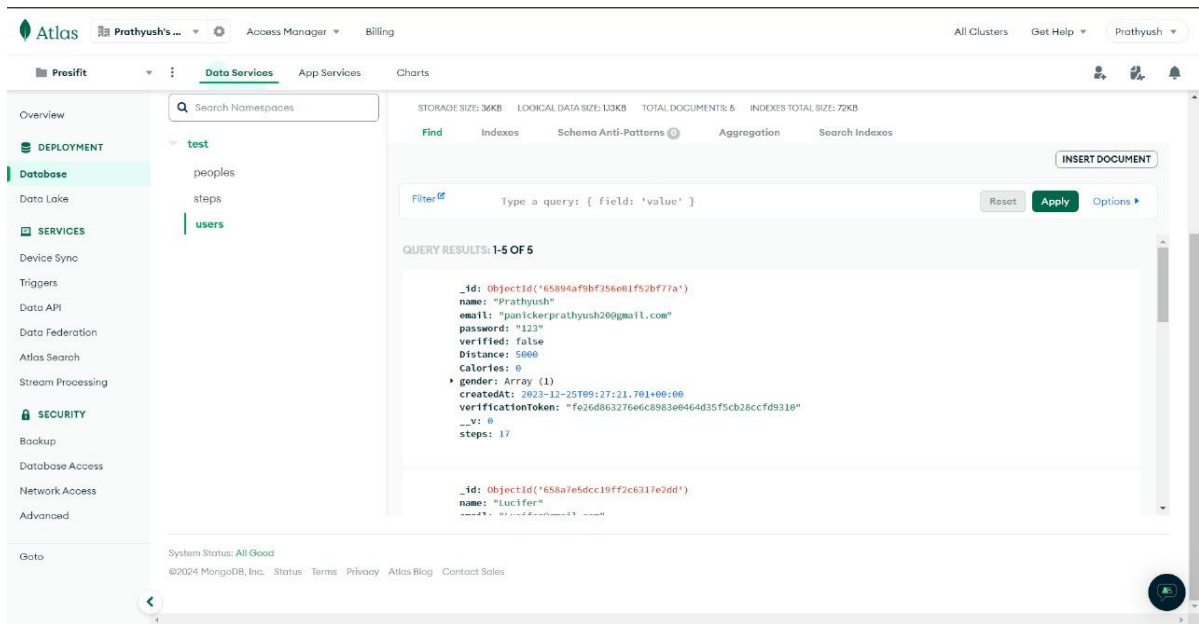 Atlas Prathyush's ... Access Manager Billing All Clusters Get Help Prathyush
Presifit Data Services App Services Charts
Overview
DEPLOYMENT
Database
Data Lake
SERVICES
Device Sync
Triggers
Data API
Data Federation
Atlas Search
Stream Processing
SECURITY
Backup
Database Access
Network Access
Advanced
Goto
Search Namespaces
test
peoples
steps
users
STORAGE SIZE: 36KB LOGICAL DATA SIZE: 1.13KB TOTAL DOCUMENTS: 5 INDEXES TOTAL SIZE: 72KB
Find Indexes Schema Anti-Patterns 0 Aggregation Search Indexes
INSERT DOCUMENT
Filter Type a query: { field: 'value' } Reset Apply Options
QUERY RESULTS: 1-5 OF 5
_id: ObjectId('65894af9bf356e01f52bf77a')
name: "Prathyush"
email: "panickerprathyush20@gmail.com"
password: "123"
verified: false
Distance: 5000
Calories: 0
gender: Array (1)
createdAt: 2023-12-25T09:27:21.701+00:00
verificationToken: "fe26d863276e6c8983e0464d35f5cb28ccfd9310"
__v: 0
steps: 17
_id: ObjectId('658a7e5dcc19ff2c6317e2dd')
name: "Lucifer"
email: "Lucifer@gmail.com"
System Status: All Good
©2024 MongoDB, Inc. Status Terms Privacy Atlas Blog Contact Sales